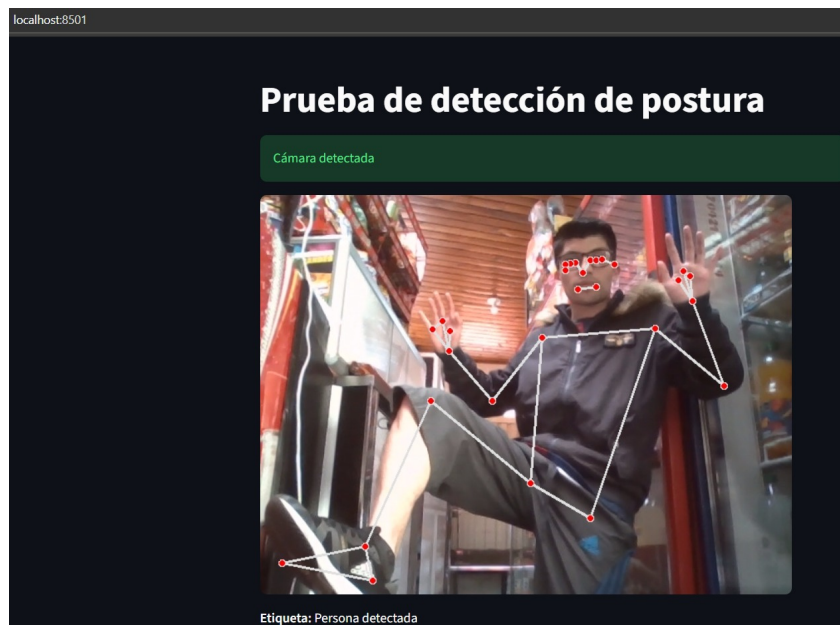 localhost:8501
Prueba de detección de postura
Cámara detectada
Etiqueta: Persona detectada